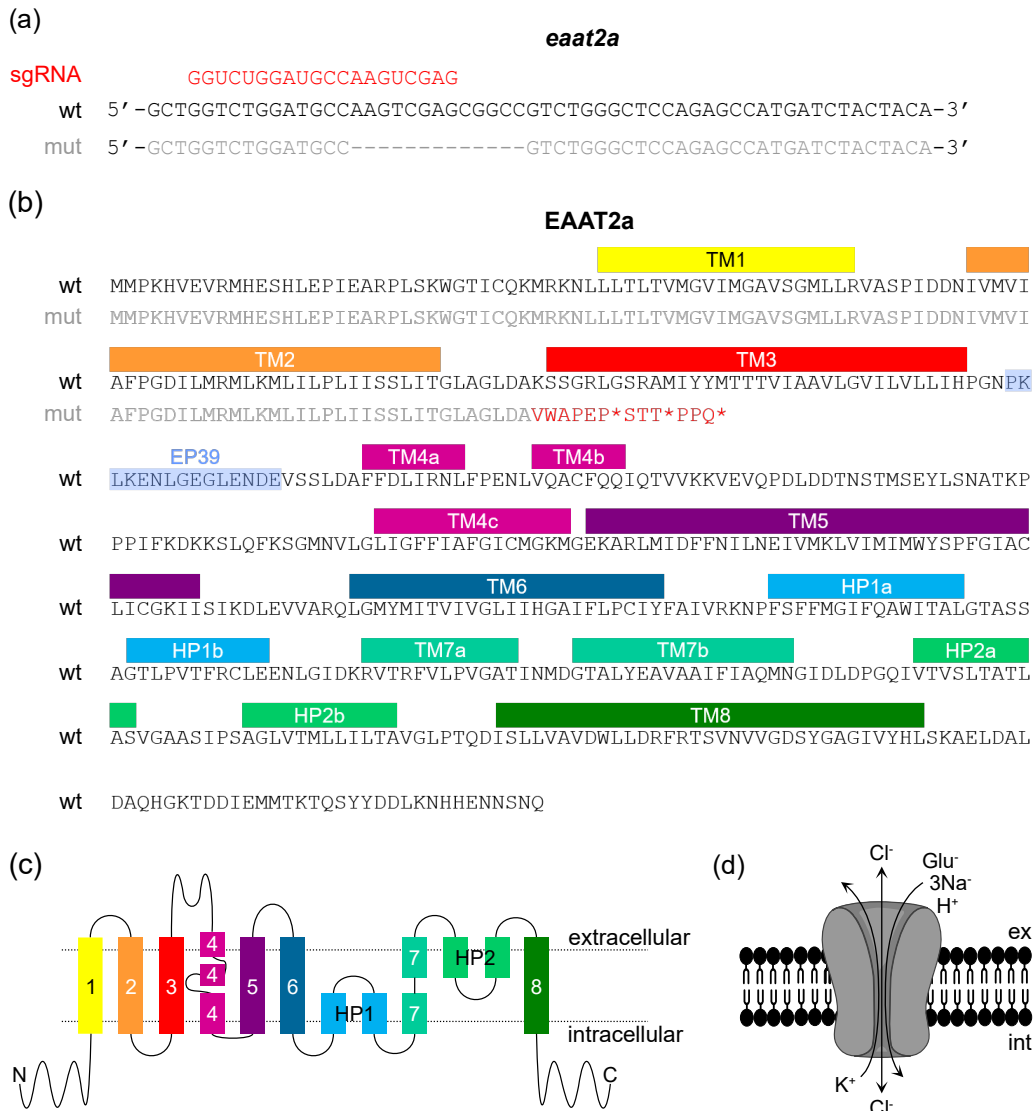 (a)
eaat2a
sgRNA GGUCUGGAUGCCAAGUCGAG
wt 5’-GCTGGTCTGGATGCCAAGTCGAGCGGCCGTCTGGGCTCCAGAGCCATGATCTACTACA-3’
mut 5’-GCTGGTCTGGATGCC-------------GTCTGGGCTCCAGAGCCATGATCTACTACA-3’
(b)
EAAT2a
TM1
wt MMPKHVEVRMHESHLEPIEARPLSKWGTICQKMRKNLLLTLTVMGVIMGAVSGMLLRVASPIDDNIVMVI
mut MMPKHVEVRMHESHLEPIEARPLSKWGTICQKMRKNLLLTLTVMGVIMGAVSGMLLRVASPIDDNIVMVI
TM2 TM3
wt AFPGDILMRMLKMLILPLIISSLITGLAGLDAKSSGRLGSRAMIYYMTTTVIAAVLGVILVLLIHPGNPK
mut AFPGDILMRMLKMLILPLIISSLITGLAGLDAVWAPEP*STT*PPQ*
EP39 TM4a TM4b
wt LKENLGEGLENDEVSSLDAFFDLIRNLFPENLVQACFQQIQTVVKKVEVQPDLDDTNSTMSEYLSNATKP
TM4c TM5
wt PPIFKDKKSLQFKSGMNVLGLIGFFIAFGICMGKMGEKARLMIDFFNILNEIVMKLVIMIMWYSPFGIAC
TM6 HP1a
wt LICGKIISIKDLEVVARQLGMYMITVIVGLIIHGAIFLPCIYFAIVRKNPFSFFMGIFQAWITALGTASS
HP1b TM7a TM7b HP2a
wt AGTLPVTFRCLEENLGIDKRVTRFVLPVGATINMDGTALYEAVAAIFIAQMNGIDLDPGQIVTVSLTATL
HP2b TM8
wt ASVGAASIPSAGLVTMLLILTAVGLPTQDISLLVAVDWLLDRFRTSVNVVGDSYGAGIVYHLSKAELDAL
wt DAQHGKTDDIEMMTKTQSYYDDLKNHHENNSNQ
(c)
extracellular
1 2 3 4 4 4 5 6 HP1 7 7 HP2 8
intracellular
N C
(d)
Cl⁻
Glu⁻
3Na⁻
H⁺
ex
int
K⁺
Cl⁻